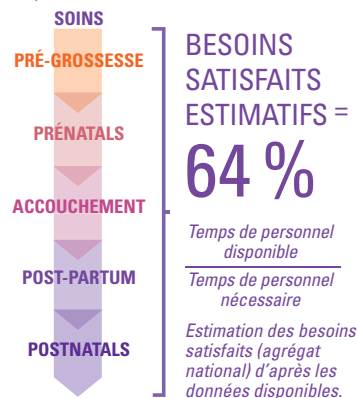 SOINS
PRÉ-GROSSESSE
PRÉNATALS
ACCOUCHEMENT
POST-PARTUM
POSTNATALS
BESOINS
SATISFAITS
ESTIMATIFS =
64 %
Temps de personnel
disponible
Temps de personnel
nécessaire
Estimation des besoins
satisfaits (agrégat
national) d’après les
données disponibles.